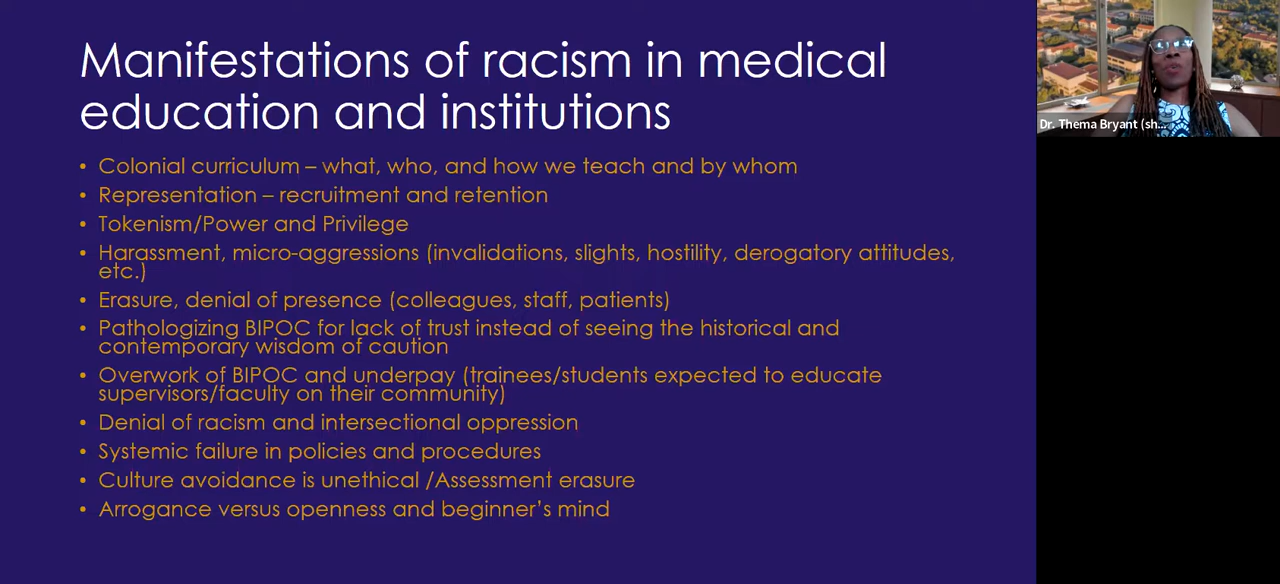 Manifestations of racism in medical
education and institutions
• Colonial curriculum – what, who, and how we teach and by whom
• Representation – recruitment and retention
• Tokenism/Power and Privilege
• Harassment, micro-aggressions (invalidations, slights, hostility, derogatory attitudes,
etc.)
• Erasure, denial of presence (colleagues, staff, patients)
• Pathologizing BIPOC for lack of trust instead of seeing the historical and
contemporary wisdom of caution
• Overwork of BIPOC and underpay (trainees/students expected to educate
supervisors/faculty on their community)
• Denial of racism and intersectional oppression
• Systemic failure in policies and procedures
• Culture avoidance is unethical /Assessment erasure
• Arrogance versus openness and beginner’s mind
Dr. Thema Bryant (sh...